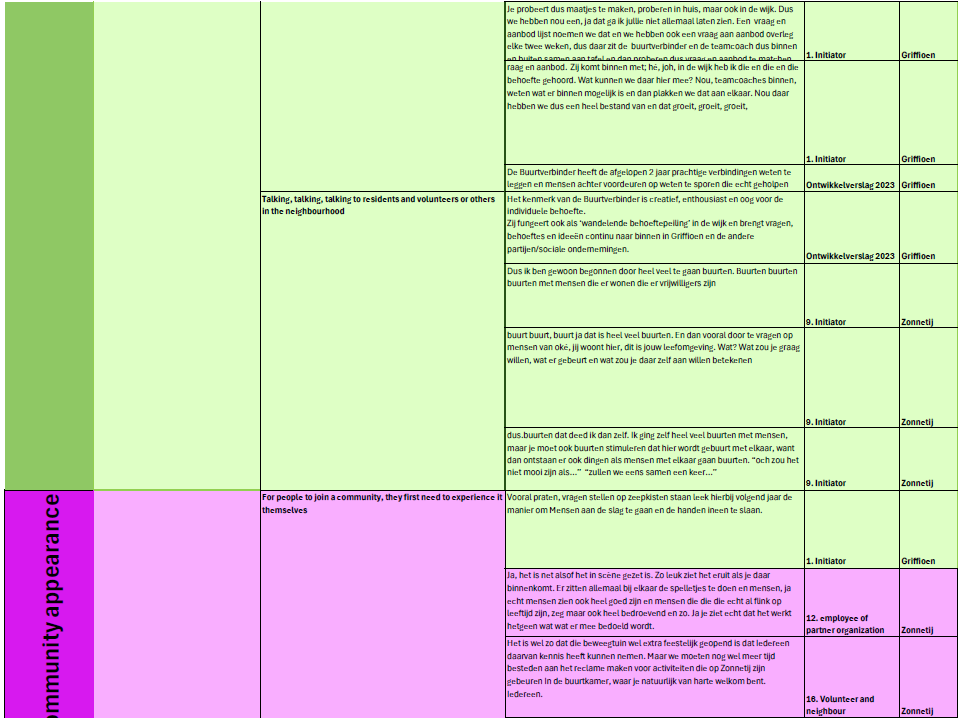 Je probeert dus maatjes te maken, proberen in huis, maar ook in de wijk. Dus
we hebben nou een, ja dat ga ik jullie niet allemaal laten zien. Een vraag en
aanbod lijst noemen we dat en we hebben ook een vraag aan aanbod overleg
elke twee weken, dus daar zit de buurtverbinder en de teamcoach dus binnen
en buiten samen aan tafel en dan proberen dus vraag en aanbod te matchen
1. Initiator
Griffioen
raag en aanbod. Zij komt binnen met; hé, joh, in de wijk heb ik die en die en die
behoefte gehoord. Wat kunnen we daar hier mee? Nou, teamcoaches binnen,
weten wat er binnen mogelijk is en dan plakken we dat aan elkaar. Nou daar
hebben we dus een heel bestand van en dat groeit, groeit, groeit,
1. Initiator
Griffioen
De Buurtverbinder heeft de afgelopen 2 jaar prachtige verbindingen weten te
leggen en mensen achter voordeuren op weten te sporen die echt geholpen
Ontwikkelverslag 2023
Griffioen
Talking, talking, talking to residents and volunteers or others
in the neighbourhood
Het kenmerk van de Buurtverbinder is creatief, enthousiast en oog voor de
individuele behoefte.
Zij fungeert ook als ‘wandelende behoeftepeiling’ in de wijk en brengt vragen,
behoeftes en ideeën continu naar binnen in Griffioen en de andere
partijen/sociale ondernemingen.
Ontwikkelverslag 2023
Griffioen
Dus ik ben gewoon begonnen door heel veel te gaan buurten. Buurten buurten
buurten met mensen die er wonen die er vrijwilligers zijn
9. Initiator
Zonnetij
buurt buurt, buurt ja dat is heel veel buurten. En dan vooral door te vragen op
mensen van oké, jij woont hier, dit is jouw leefomgeving. Wat? Wat zou je graag
willen, wat er gebeurt en wat zou je daar zelf aan willen betekenen
9. Initiator
Zonnetij
dus.buurten dat deed ik dan zelf. Ik ging zelf heel veel buurten met mensen,
maar je moet ook buurten stimuleren dat hier wordt gebuurt met elkaar, want
dan ontstaan er ook dingen als mensen met elkaar gaan buurten. “och zou het
niet mooi zijn als...” “zullen we eens samen een keer...”
9. Initiator
Zonnetij
ommunity appearance
For people to join a community, they first need to experience it
themselves
Vooral praten, vragen stellen op zeepkisten staan leek hierbij volgend jaar de
manier om Mensen aan de slag te gaan en de handen ineen te slaan.
1. Initiator
Griffioen
Ja, het is net alsof het in scène gezet is. Zo leuk ziet het eruit als je daar
binnenkomt. Er zitten allemaal bij elkaar de spelletjes te doen en mensen, ja
echt mensen zien ook heel goed zijn en mensen die die die echt al flink op
leeftijd zijn, zeg maar ook heel bedroevend en zo. Ja je ziet echt dat het werkt
hetgeen wat wat er mee bedoeld wordt.
12. employee of
partner organization
Zonnetij
Het is wel zo dat die beweegtuin wel extra feestelijk geopend is dat Iedereen
daarvan kennis heeft kunnen nemen. Maar we moeten nog wel meer tijd
besteden aan het reclame maken voor activiteiten die op Zonnetij zijn
gebeuren In de buurtkamer, waar je natuurlijk van harte welkom bent.
Iedereen.
16. Volunteer and
neighbour
Zonnetij